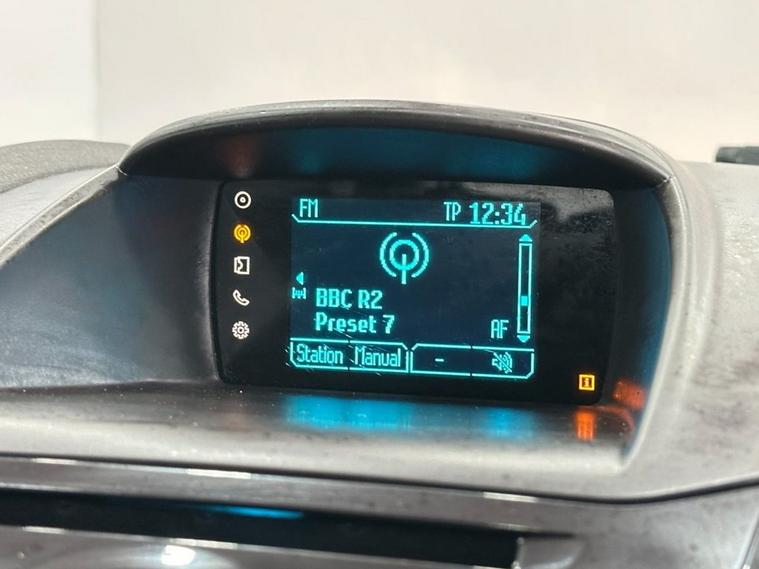 FM TP 12:34
BBC R2
Preset 7 AF
Station Manual -